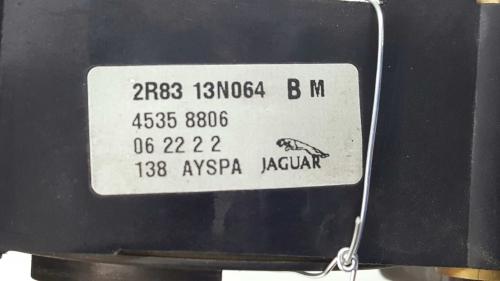 2R83 13N064 B M
4535 8806
06 22 2 2
138 AYSPA JAGUAR